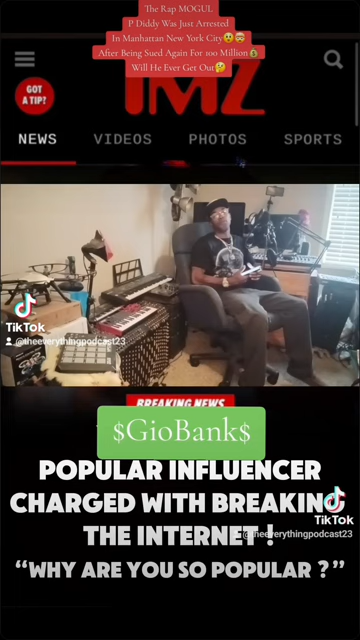 The Rap MOGUL
P Diddy Was Just Arrested
In Manhattan New York City😯🤯
After Being Sued Again For 100 Million💰
Will He Ever Get Out🤔
GOT
A TIP?
TMZ
NEWS VIDEOS PHOTOS SPORTS
TikTok
@theeverythingpodcast23
BREAKING NEWS
$GioBank$
POPULAR INFLUENCER
CHARGED WITH BREAKING
THE INTERNET !
TikTok
@theeverythingpodcast23
“WHY ARE YOU SO POPULAR ?”